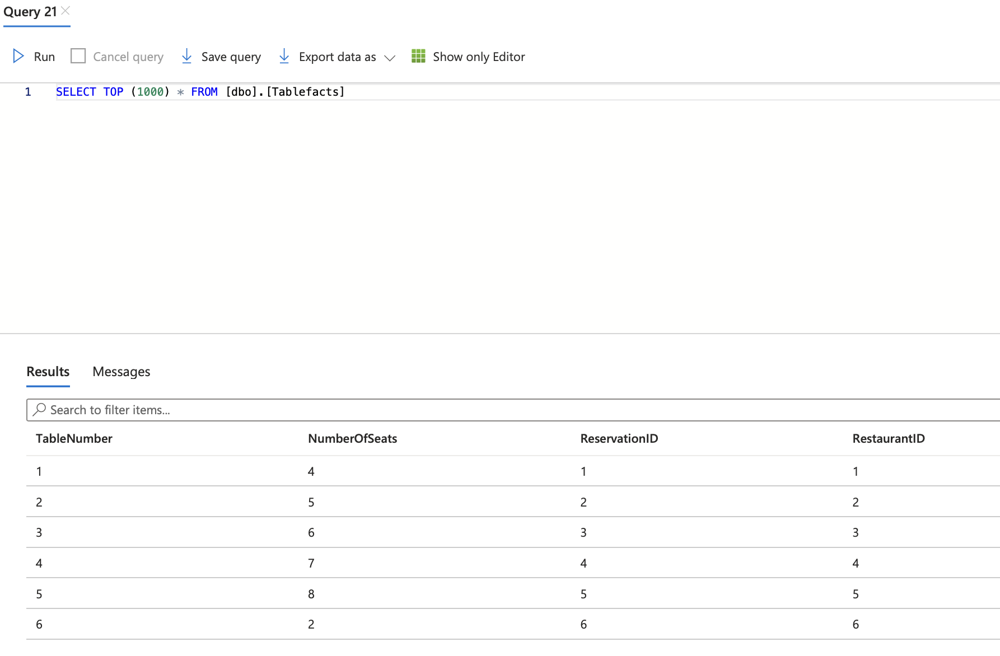 Query 21
Run Cancel query Save query Export data as Show only Editor
1 SELECT TOP (1000) * FROM [dbo].[Tablefacts]
Results Messages
Search to filter items...
TableNumber NumberOfSeats ReservationID RestaurantID
1 4 1 1
2 5 2 2
3 6 3 3
4 7 4 4
5 8 5 5
6 2 6 6